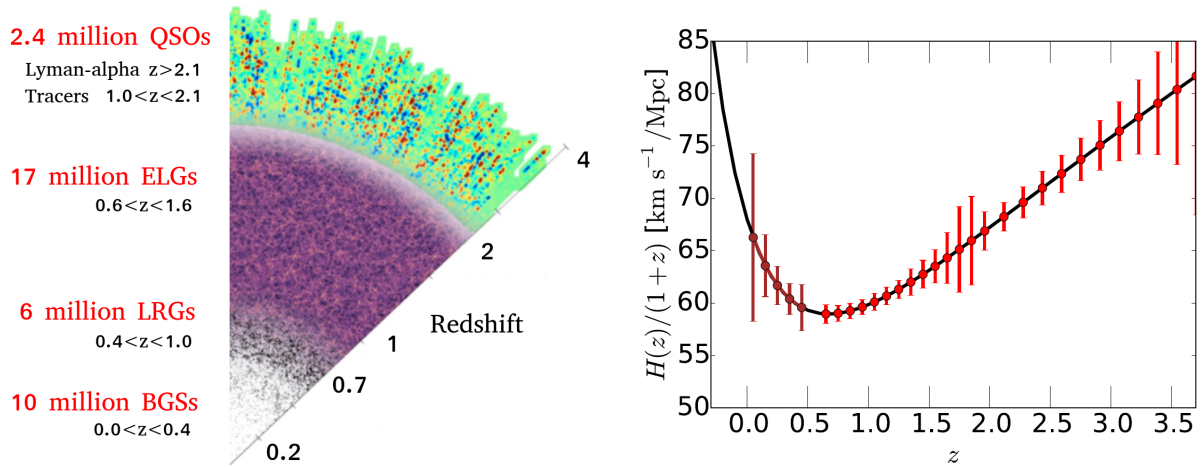 2.4 million QSOs
Lyman-alpha z>2.1
Tracers 1.0<z<2.1
17 million ELGs
0.6<z<1.6
6 million LRGs
0.4<z<1.0
10 million BGSs
0.0<z<0.4
4
2
Redshift
1
0.7
0.2
H(z)/(1+z) [km s⁻¹/Mpc]
85
80
75
70
65
60
55
50
0.0 0.5 1.0 1.5 2.0 2.5 3.0 3.5
z